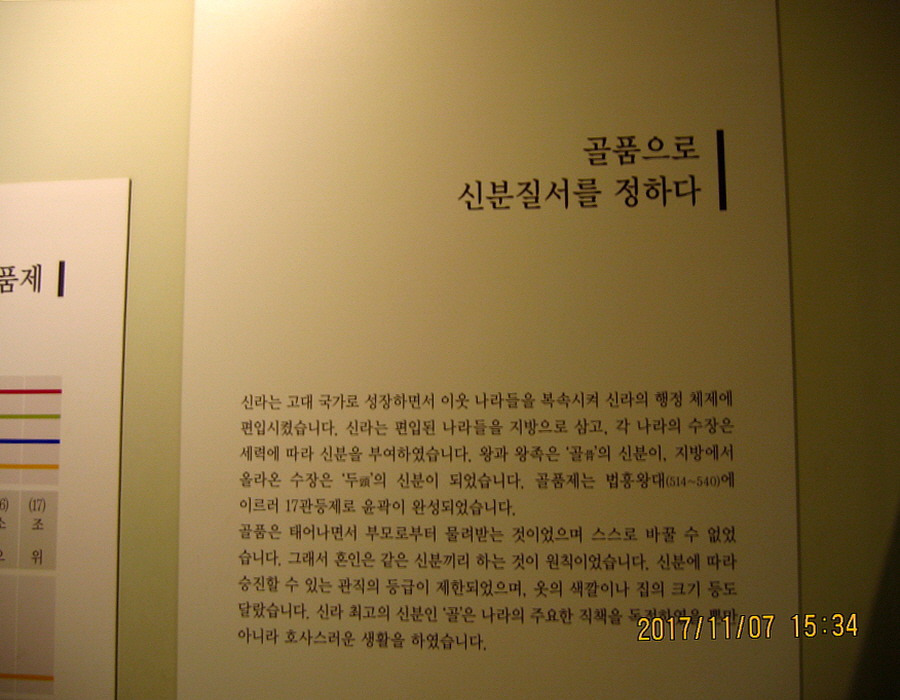 골품으로
신분질서를 정하다
신라는 고대 국가로 성장하면서 이웃 나라들을 복속시켜 신라의 행정 체제에
편입시켰습니다. 신라는 편입된 나라들을 지방으로 삼고, 각 나라의 수장은
세력에 따라 신분을 부여하였습니다. 왕과 왕족은 '골骨'의 신분이, 지방에서
올라온 수장은 '두頭'의 신분이 되었습니다. 골품제는 법흥왕대(514~540)에
이르러 17관등제로 윤곽이 완성되었습니다.
골품은 태어나면서 부모로부터 물려받는 것이었으며 스스로 바꿀 수 없었
습니다. 그래서 혼인은 같은 신분끼리 하는 것이 원칙이었습니다. 신분에 따라
승진할 수 있는 관직의 등급이 제한되었으며, 옷의 색깔이나 집의 크기 등도
달랐습니다. 신라 최고의 신분인 '골'은 나라의 주요한 직책을 독점하였을 뿐만
아니라 호사스러운 생활을 하였습니다.
품제
(17)
조
위
2017/11/07 15:34